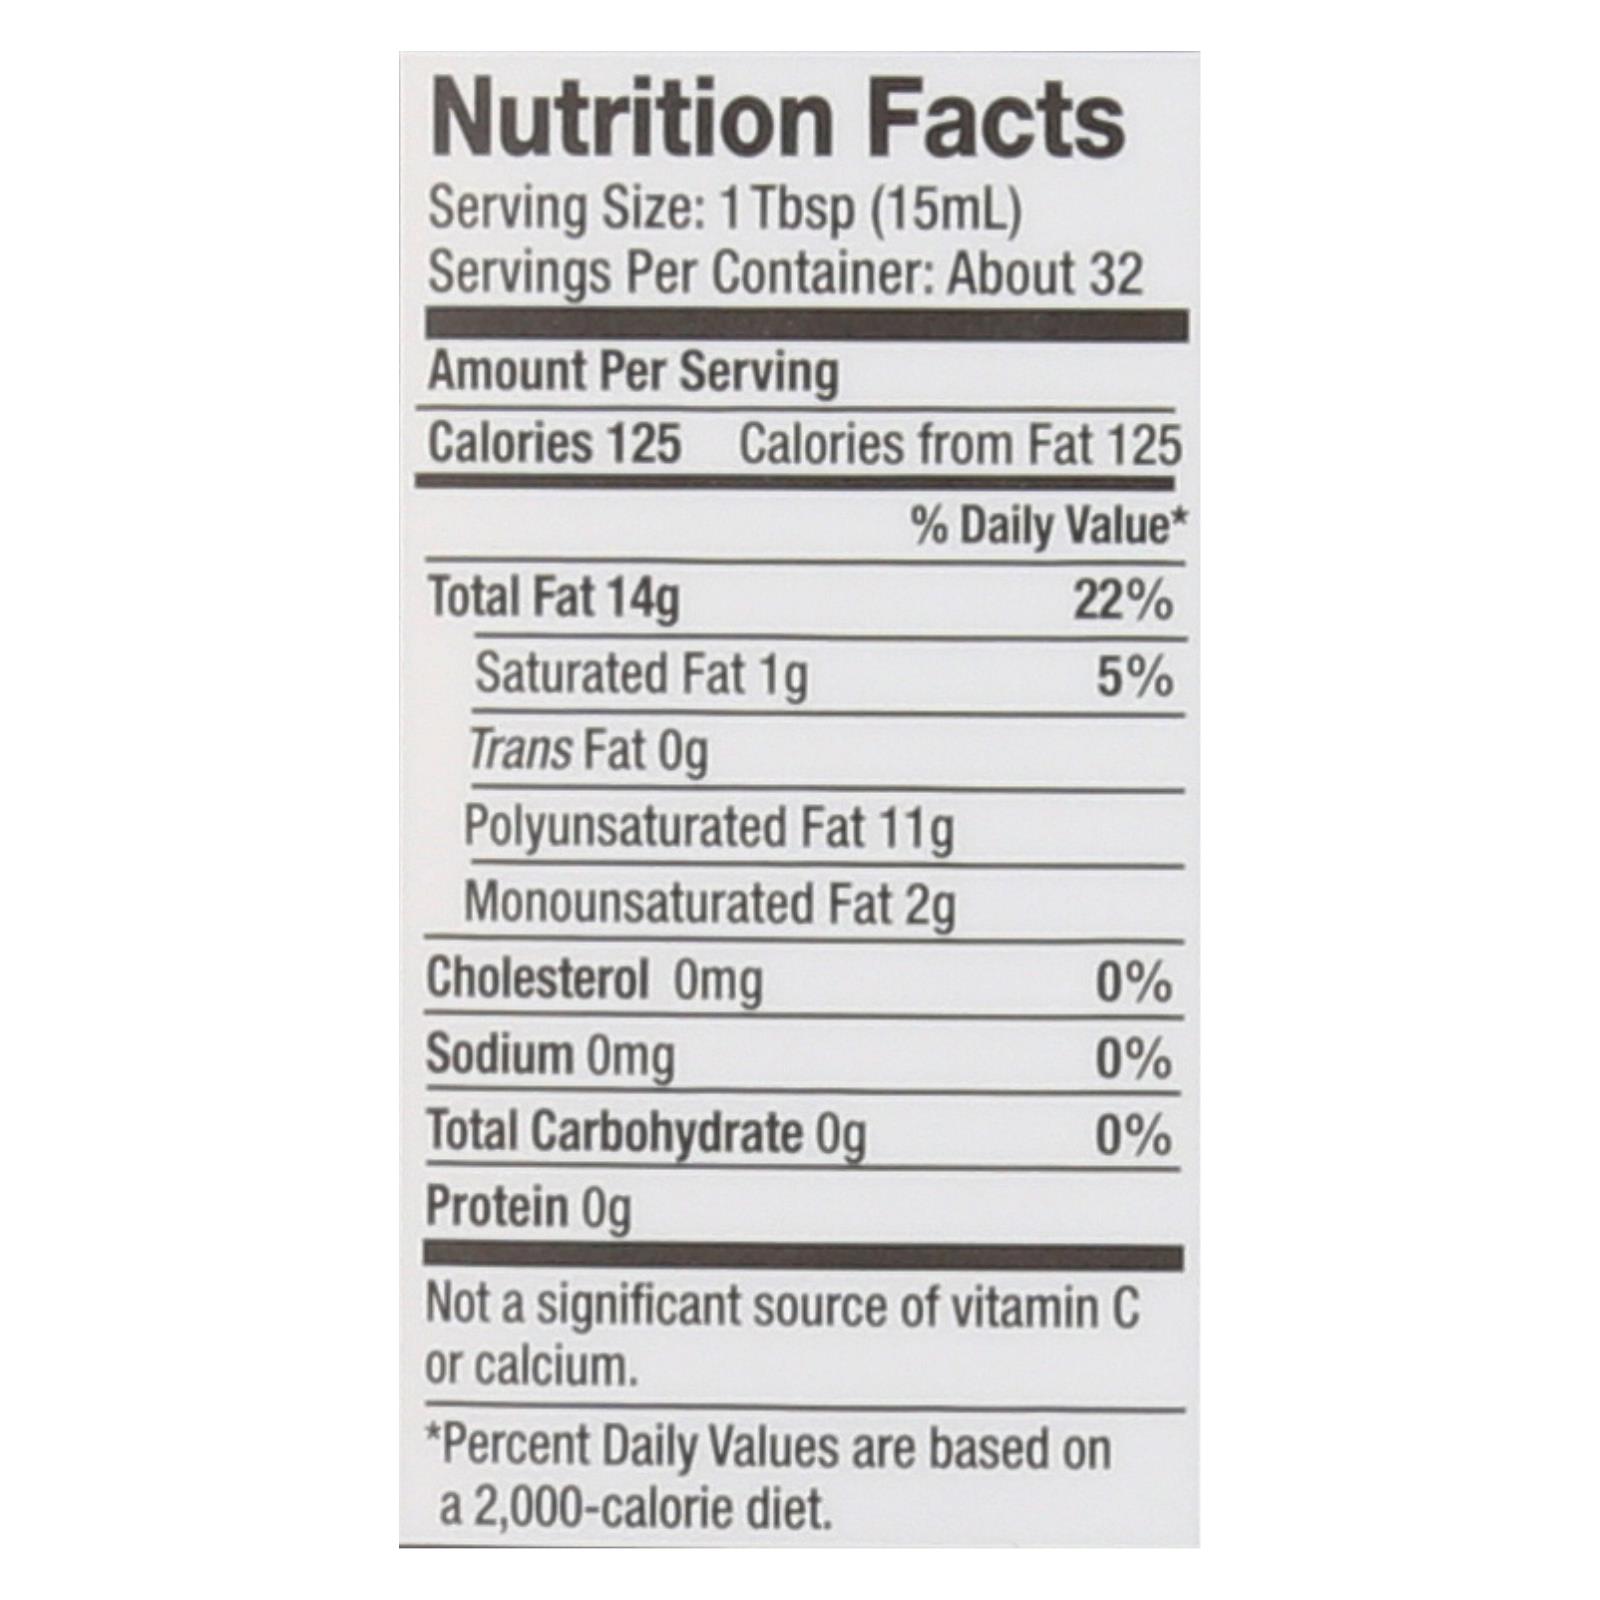 Nutrition Facts
Serving Size: 1 Tbsp (15mL)
Servings Per Container: About 32
Amount Per Serving
Calories 125 Calories from Fat 125
% Daily Value*
Total Fat 14g 22%
Saturated Fat 1g 5%
Trans Fat 0g
Polyunsaturated Fat 11g
Monounsaturated Fat 2g
Cholesterol 0mg 0%
Sodium 0mg 0%
Total Carbohydrate 0g 0%
Protein 0g
Not a significant source of vitamin C
or calcium.
*Percent Daily Values are based on
a 2,000-calorie diet.